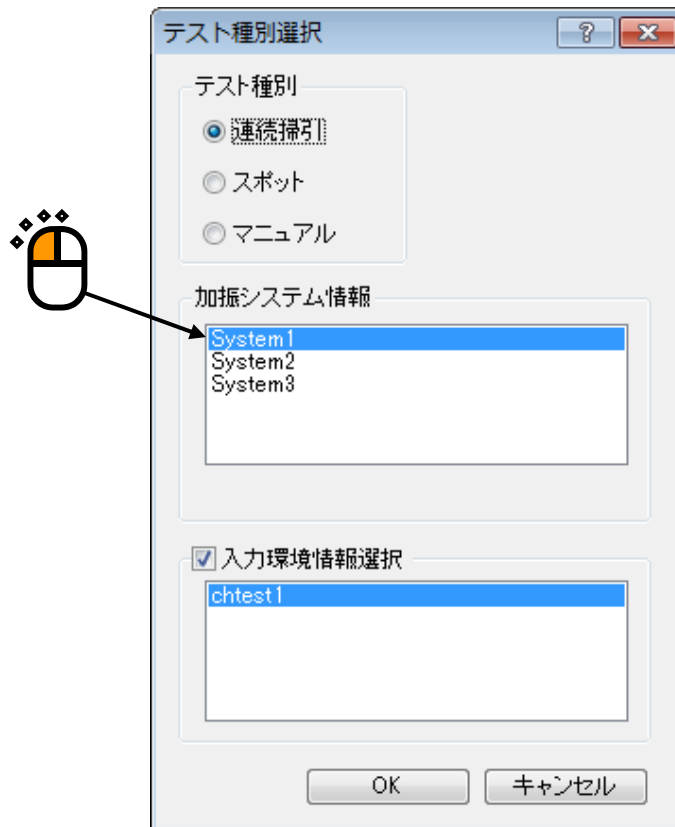 テスト種別選択
テスト種別
連続掃引
スポット
マニュアル
加振システム情報
System1
System2
System3
入力環境情報選択
chtest1
OK キャンセル